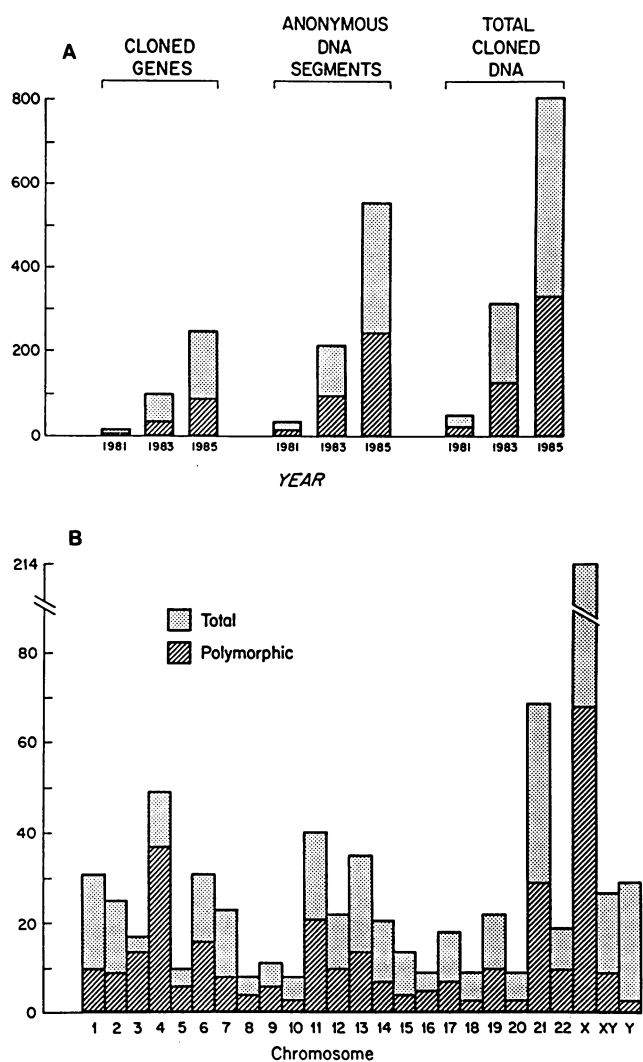 A
CLONED GENES
ANONYMOUS DNA SEGMENTS
TOTAL CLONED DNA
800
600
400
200
0
1981 1983 1985 1981 1983 1985 1981 1983 1985
YEAR
B
214
Total
Polymorphic
80
60
40
20
0
1 2 3 4 5 6 7 8 9 10 11 12 13 14 15 16 17 18 19 20 21 22 X XY Y
Chromosome